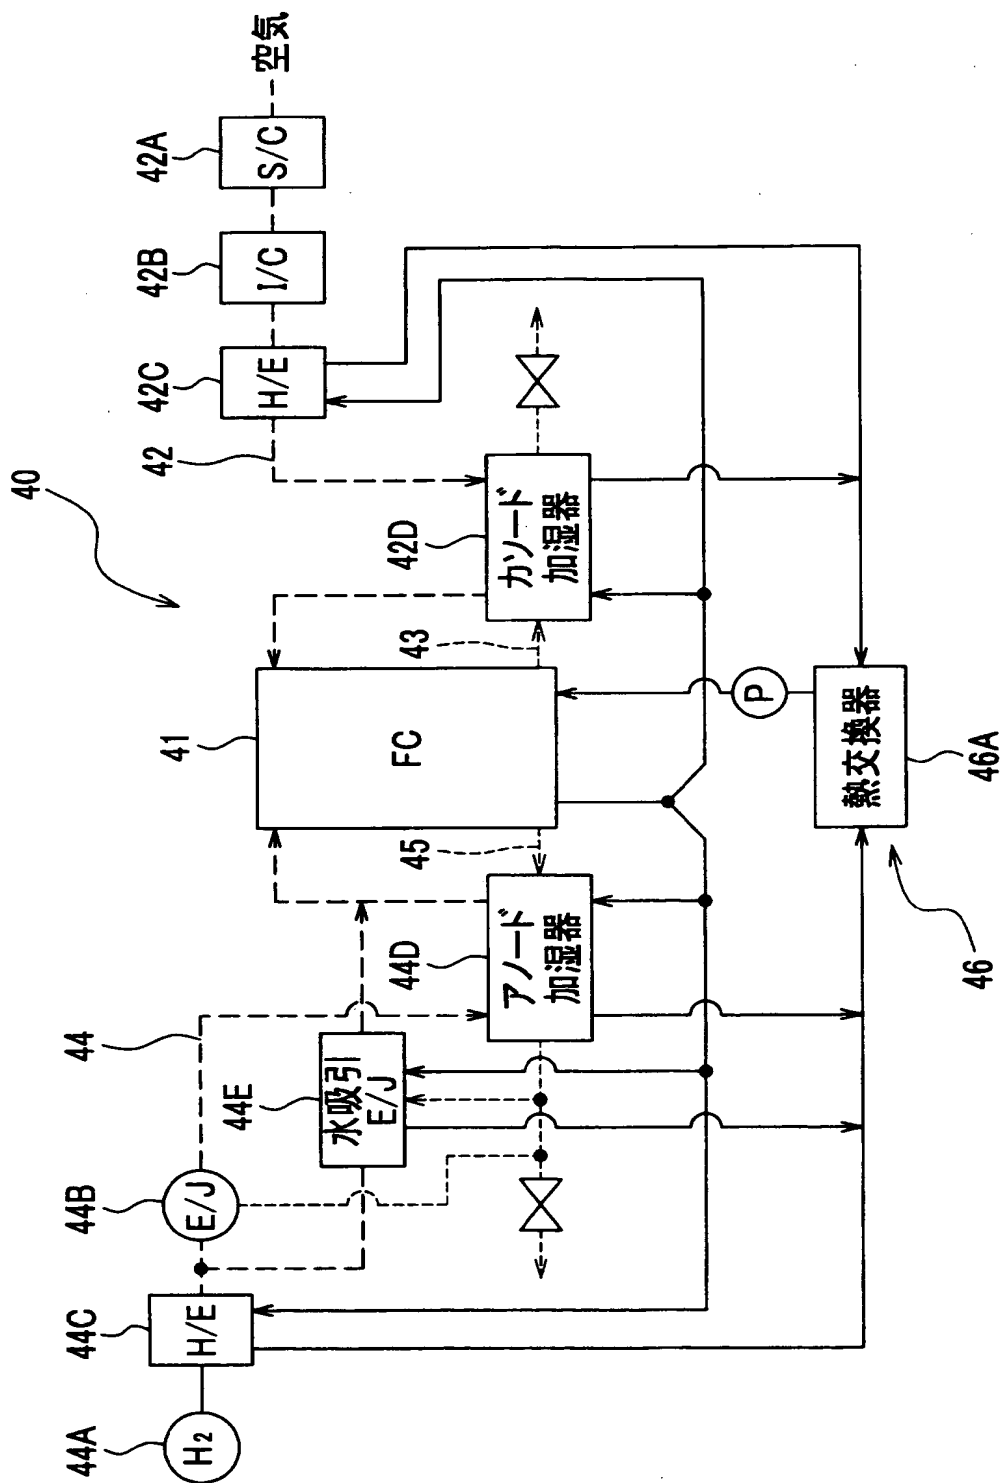 40
44A
H2
44C
H/E
44B
E/J
44
44E
水吸引
E/J
44D
アノード
加湿器
45
41
FC
43
42D
カソード
加湿器
42
42C
H/E
42B
I/C
42A
S/C
空気
P
熱交換器
46A
46